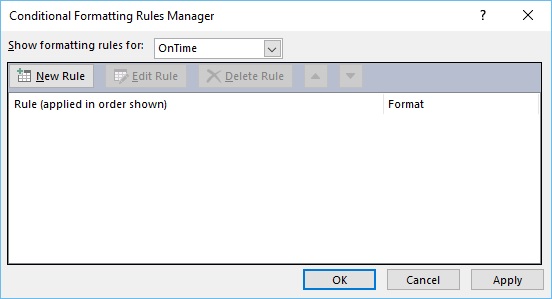 Conditional Formatting Rules Manager
?
Show formatting rules for: OnTime
New Rule Edit Rule Delete Rule
Rule (applied in order shown) Format
OK Cancel Apply